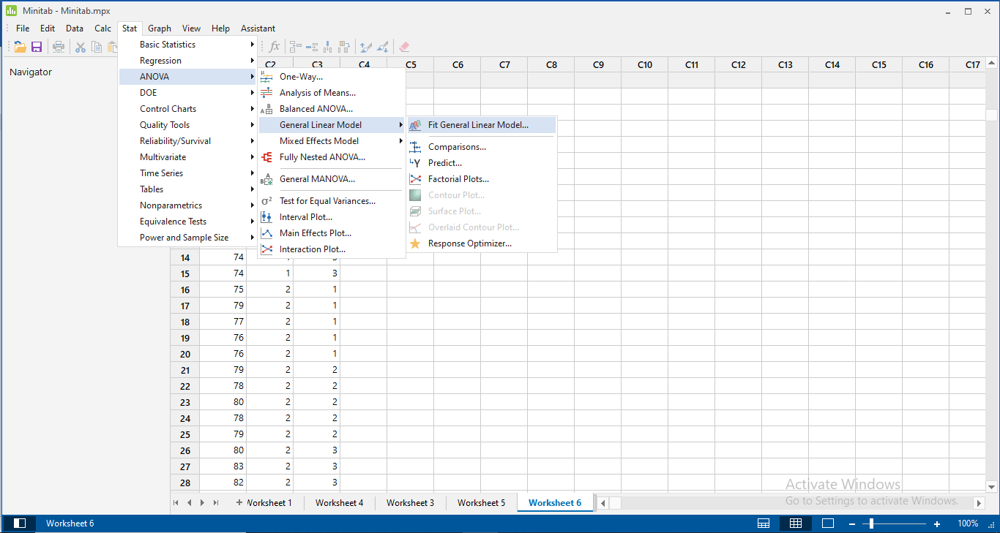 Minitab - Minitab.mpx
File Edit Data Calc Stat Graph View Help Assistant
Navigator
Basic Statistics
Regression
ANOVA
DOE
Control Charts
Quality Tools
Reliability/Survival
Multivariate
Time Series
Tables
Nonparametrics
Equivalence Tests
Power and Sample Size
One-Way...
Analysis of Means...
Balanced ANOVA...
General Linear Model
Mixed Effects Model
Fully Nested ANOVA...
General MANOVA...
σ² Test for Equal Variances...
Interval Plot...
Main Effects Plot...
Interaction Plot...
Fit General Linear Model...
Comparisons...
Predict...
Factorial Plots...
Contour Plot...
Surface Plot...
Overlaid Contour Plot...
Response Optimizer...
C2 C3 C4 C5 C6 C7 C8 C9 C10 C11 C12 C13 C14 C15 C16 C17
14 74
15 74 1 3
16 75 2 1
17 79 2 1
18 77 2 1
19 76 2 1
20 76 2 1
21 79 2 2
22 78 2 2
23 80 2 2
24 78 2 2
25 79 2 2
26 80 2 3
27 83 2 3
28 82 2 3
Activate Windows
Go to Settings to activate Windows.
+ Worksheet 1 Worksheet 4 Worksheet 3 Worksheet 5 Worksheet 6
Worksheet 6
100%